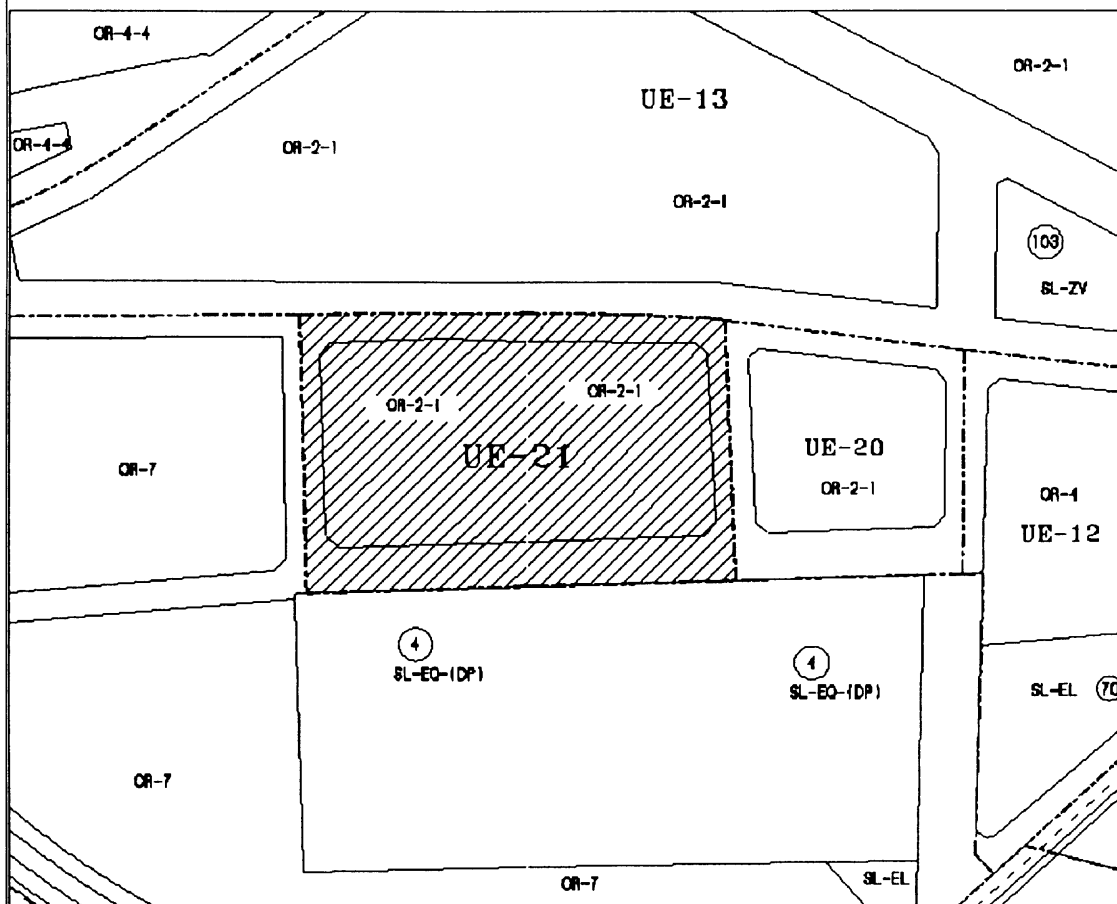 OR-4-4
OR-2-1
UE-13
OR-4-4
OR-2-1
OR-2-1
103
SL-ZV
OR-2-1
OR-2-1
UE-21
UE-20
OR-2-1
OR-7
OR-4
UE-12
4
SL-EQ-(DP)
4
SL-EQ-(DP)
SL-EL
70
OR-7
OR-7
SL-EL